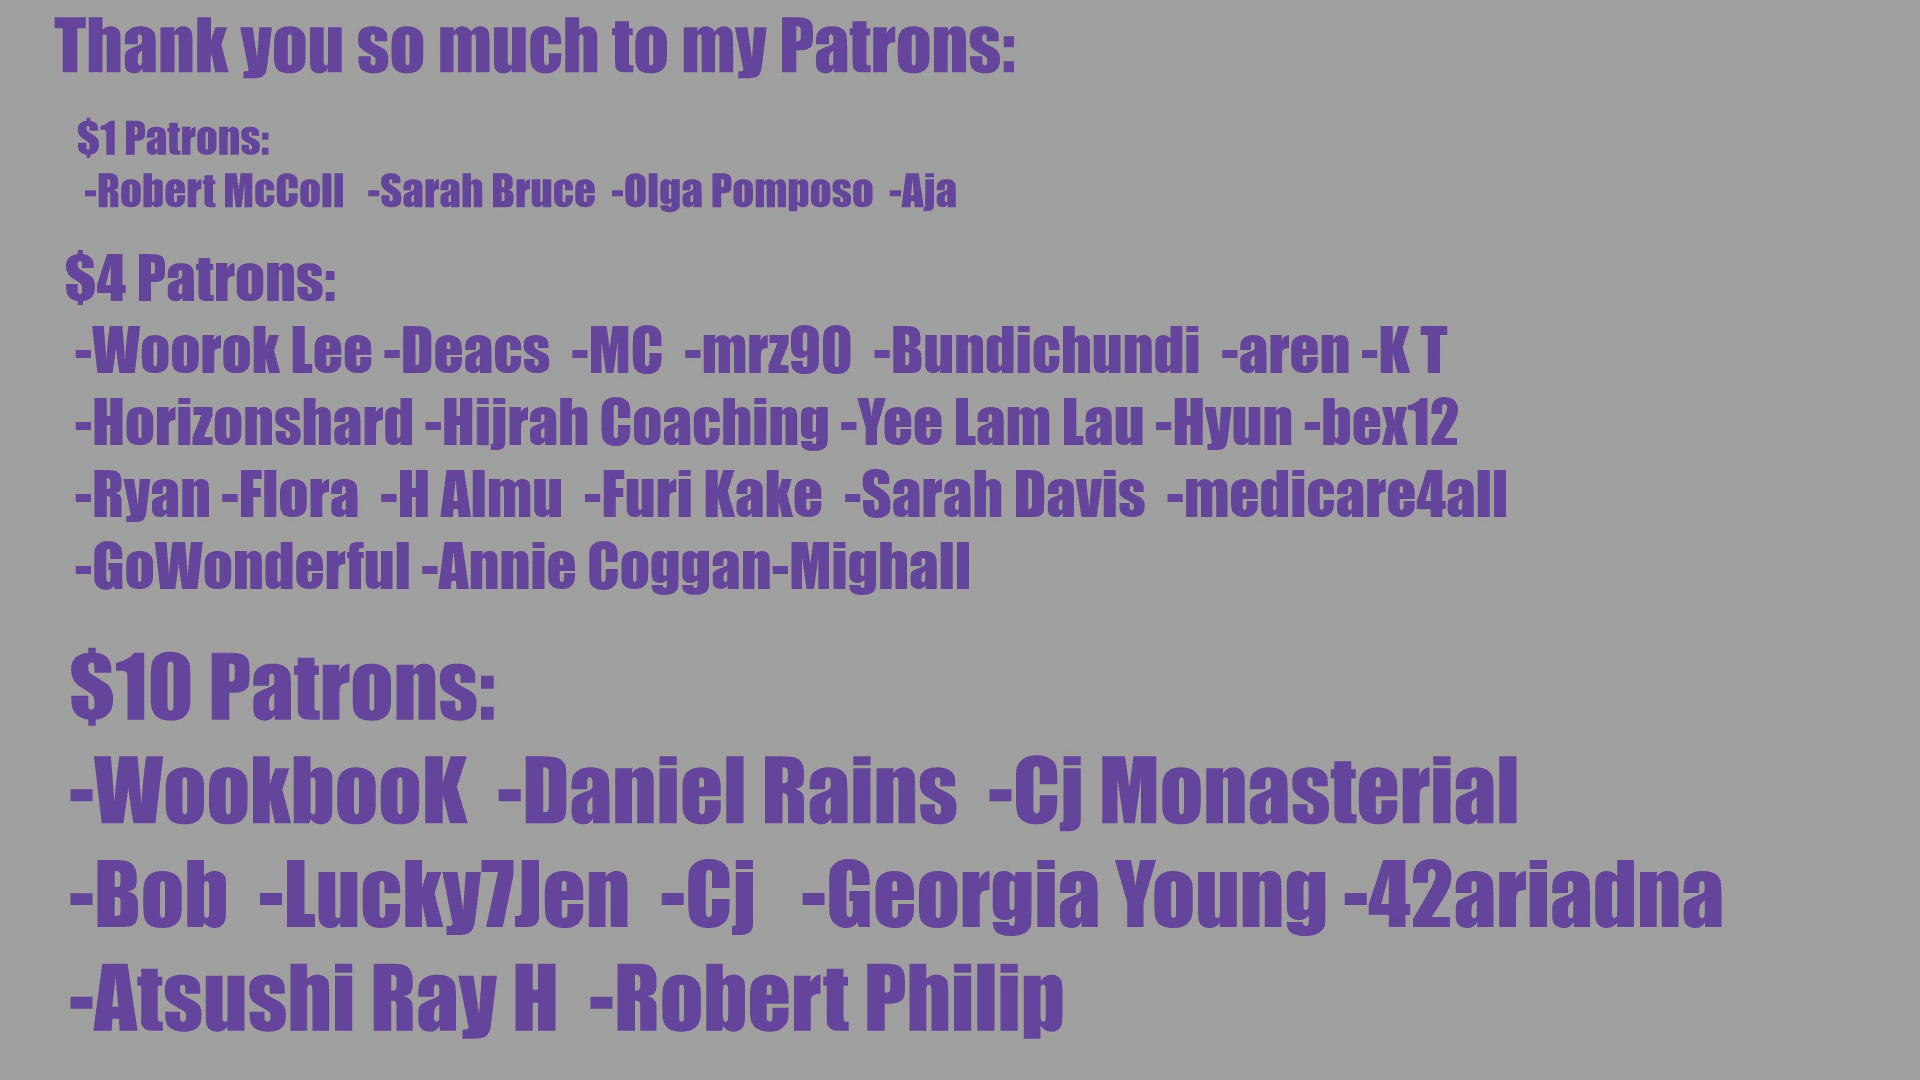 Thank you so much to my Patrons:
$1 Patrons:
-Robert McColl -Sarah Bruce -Olga Pomposo -Aja
$4 Patrons:
-Woorok Lee -Deacs -MC -mrz90 -Bundichundi -aren -K T
-Horizonshard -Hijrah Coaching -Yee Lam Lau -Hyun -bex12
-Ryan -Flora -H Almu -Furi Kake -Sarah Davis -medicare4all
-GoWonderful -Annie Coggan-Mighall
$10 Patrons:
-WookbooK -Daniel Rains -Cj Monasterial
-Bob -Lucky7Jen -Cj -Georgia Young -42ariadna
-Atsushi Ray H -Robert Philip